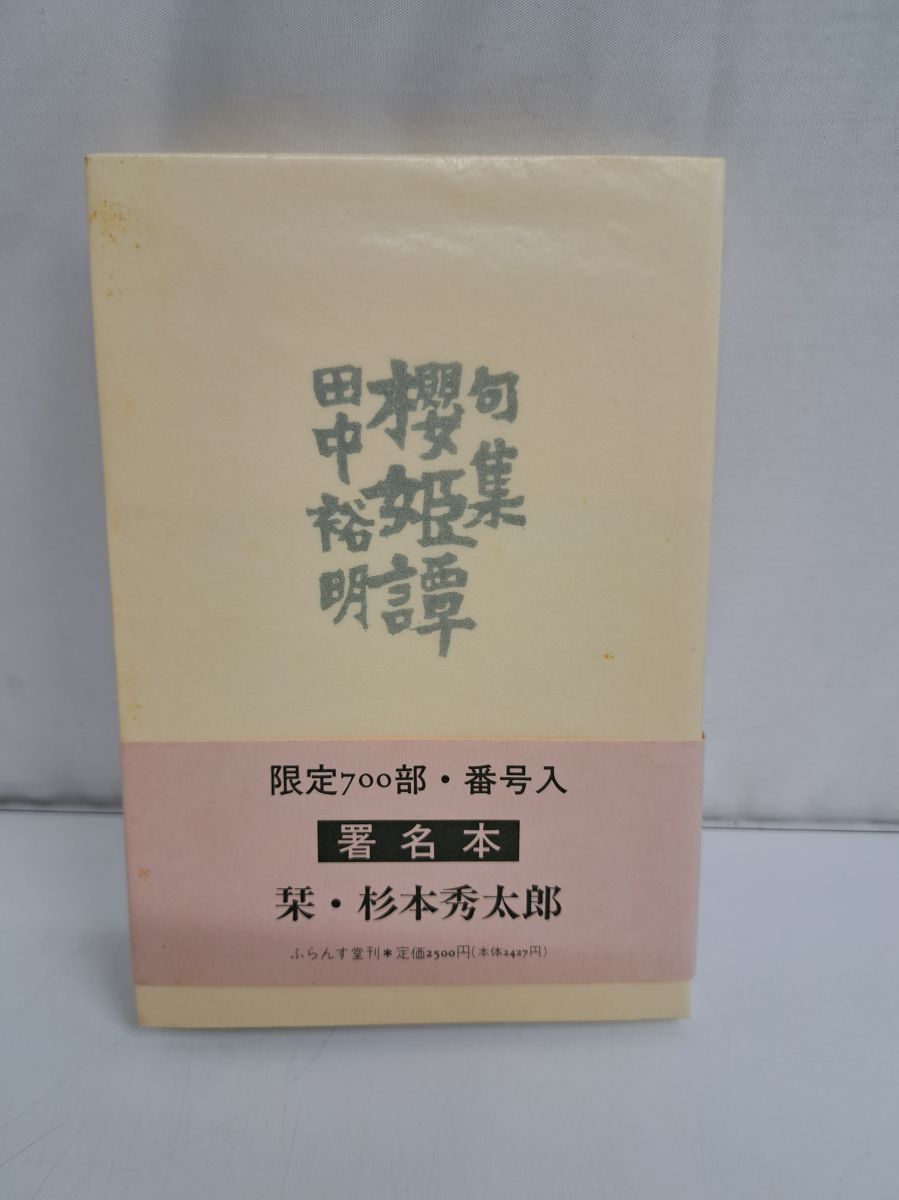 句集
櫻姫譚
田中裕明
限定700部・番号入
署名本
栞・杉本秀太郎
ふらんす堂刊＊定価2500円(本体2427円)